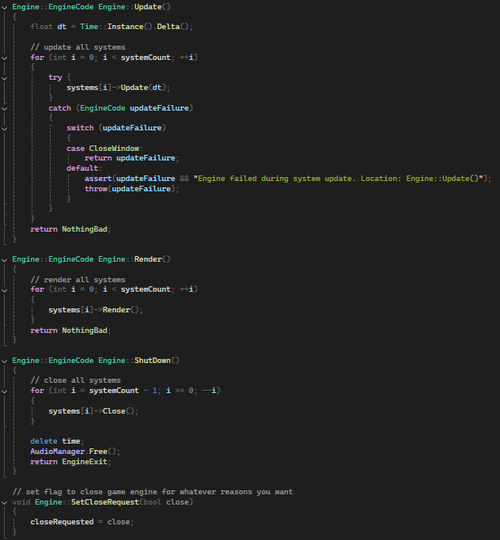 Engine::EngineCode Engine::Update()
{
    float dt = Time::Instance().Delta();

    // update all systems
    for (int i = 0; i < systemCount; ++i)
    {
        try {
            systems[i]->Update(dt);
        }
        catch (EngineCode updateFailure)
        {
            switch (updateFailure)
            {
            case CloseWindow:
                return updateFailure;
            default:
                assert(updateFailure && "Engine failed during system update. Location: Engine::Update()");
                throw(updateFailure);
            }
        }
    }
    return NothingBad;
}

Engine::EngineCode Engine::Render()
{
    // render all systems
    for (int i = 0; i < systemCount; ++i)
    {
        systems[i]->Render();
    }
    return NothingBad;
}

Engine::EngineCode Engine::ShutDown()
{
    // close all systems
    for (int i = systemCount - 1; i >= 0; --i)
    {
        systems[i]->Close();
    }

    delete time;
    AudioManager.Free();
    return EngineExit;
}

// set flag to close game engine for whatever reasons you want
void Engine::SetCloseRequest(bool close)
{
    closeRequested = close;
}